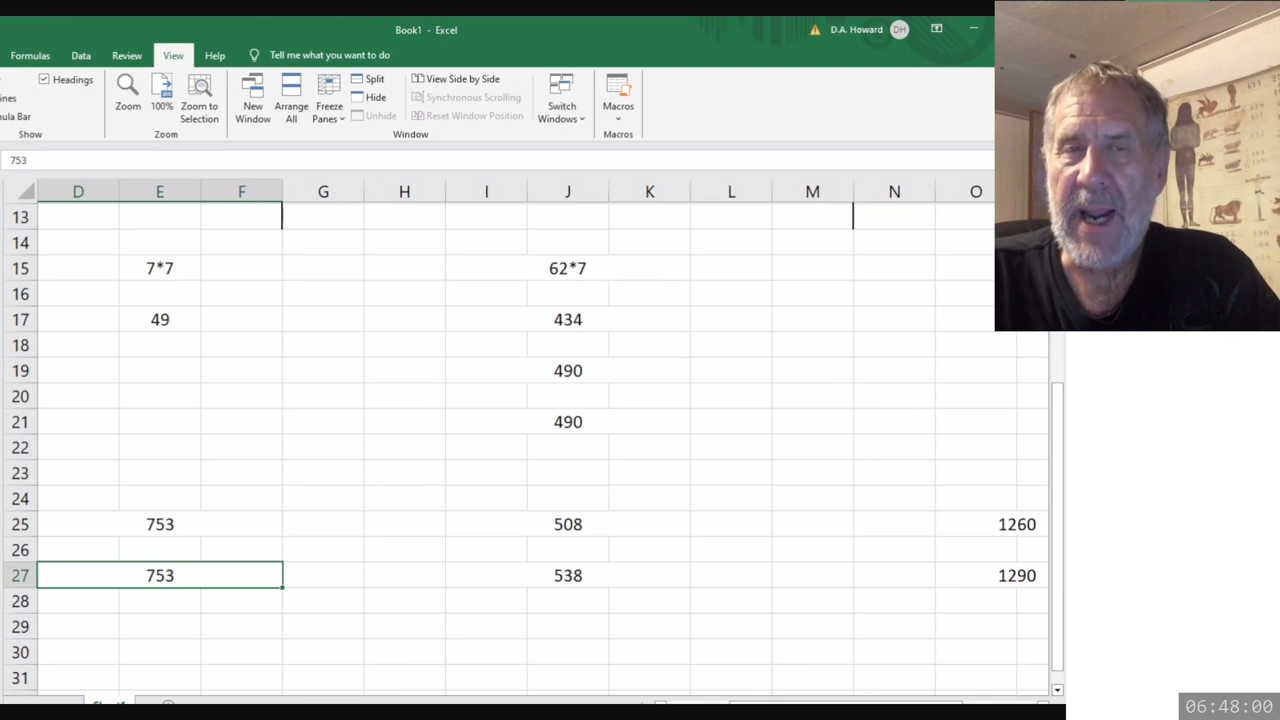 Book1 - Excel
D.A. Howard DH
Formulas Data Review View Help Tell me what you want to do
Headings
Zoom 100% Zoom to Selection
New Window Arrange All Freeze Panes
Split
Hide
Unhide
View Side by Side
Synchronous Scrolling
Reset Window Position
Switch Windows
Macros
Show Zoom Window Macros
753
D E F G H I J K L M N O
13
14
15 7*7 62*7
16
17 49 434
18
19 490
20
21 490
22
23
24
25 753 508 1260
26
27 753 538 1290
28
29
30
31
06:48:00